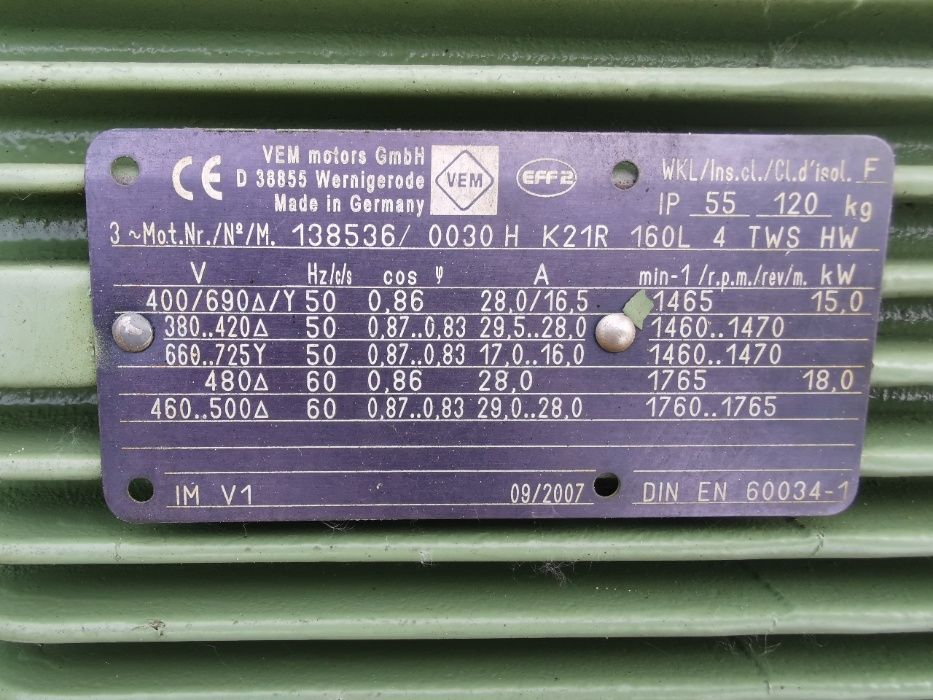 CE
VEM motors GmbH
D 38855 Wernigerode
Made in Germany
VEM
EFF2
WKL/Ins.cl./Cl.d'isol. F
IP 55 120 kg
3~Mot.Nr./Nº/M. 138536/ 0030 H K21R 160L 4 TWS HW
V Hz/c/s cos φ A min-1/r.p.m./rev/m. kW
400/690Δ/Y 50 0,86 28,0/16,5 1465 15,0
380..420Δ 50 0,87..0,83 29,5..28,0 1460..1470
660..725Y 50 0,87..0,83 17,0..16,0 1460..1470
480Δ 60 0,86 28,0 1765 18,0
460..500Δ 60 0,87..0,83 29,0..28,0 1760..1765
IM V1 09/2007 DIN EN 60034-1